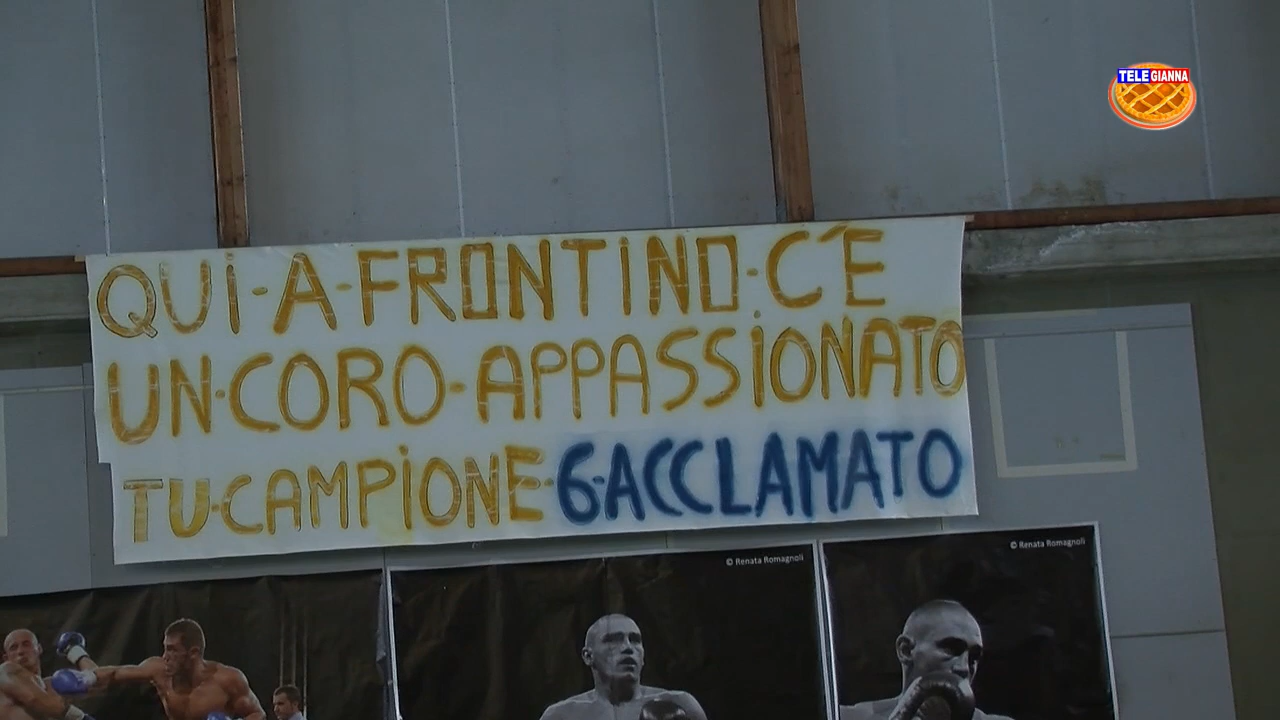 TELE GIANNA
QUI-A-FRONTINO-C'È
UN-CORO-APPASSIONATO
TU-CAMPIONE-6-ACCLAMATO
© Renata Romagnoli
© Renata Romagnoli